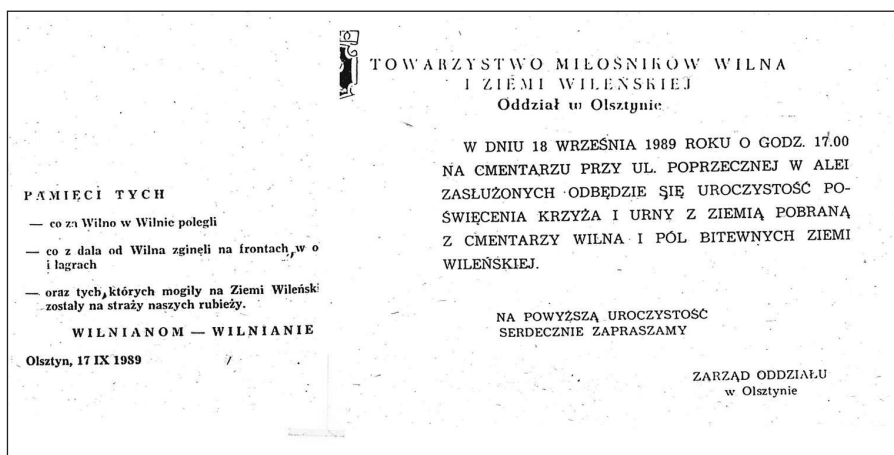 PAMIĘCI TYCH
— co za Wilno w Wilnie polegli
— co z dala od Wilna zginęli na frontach, w o
i łagrach
— oraz tych, których mogiły na Ziemi Wileński
zostały na straży naszych rubieży.
WILNIANOM — WILNIANIE
Olsztyn, 17 IX 1989
TOWARZYSTWO MIŁOŚNIKÓW WILNA
I ZIEMI WILEŃSKIEJ
Oddział w Olsztynie
W DNIU 18 WRZEŚNIA 1989 ROKU O GODZ. 17.00
NA CMENTARZU PRZY UL. POPRZECZNEJ W ALEI
ZASŁUŻONYCH ODBĘDZIE SIĘ UROCZYSTOŚĆ PO-
ŚWIĘCENIA KRZYŻA I URNY Z ZIEMIĄ POBRANĄ
Z CMENTARZY WILNA I PÓL BITEWNYCH ZIEMI
WILEŃSKIEJ.
NA POWYŻSZĄ UROCZYSTOŚĆ
SERDECZNIE ZAPRASZAMY
ZARZĄD ODDZIAŁU
w Olsztynie